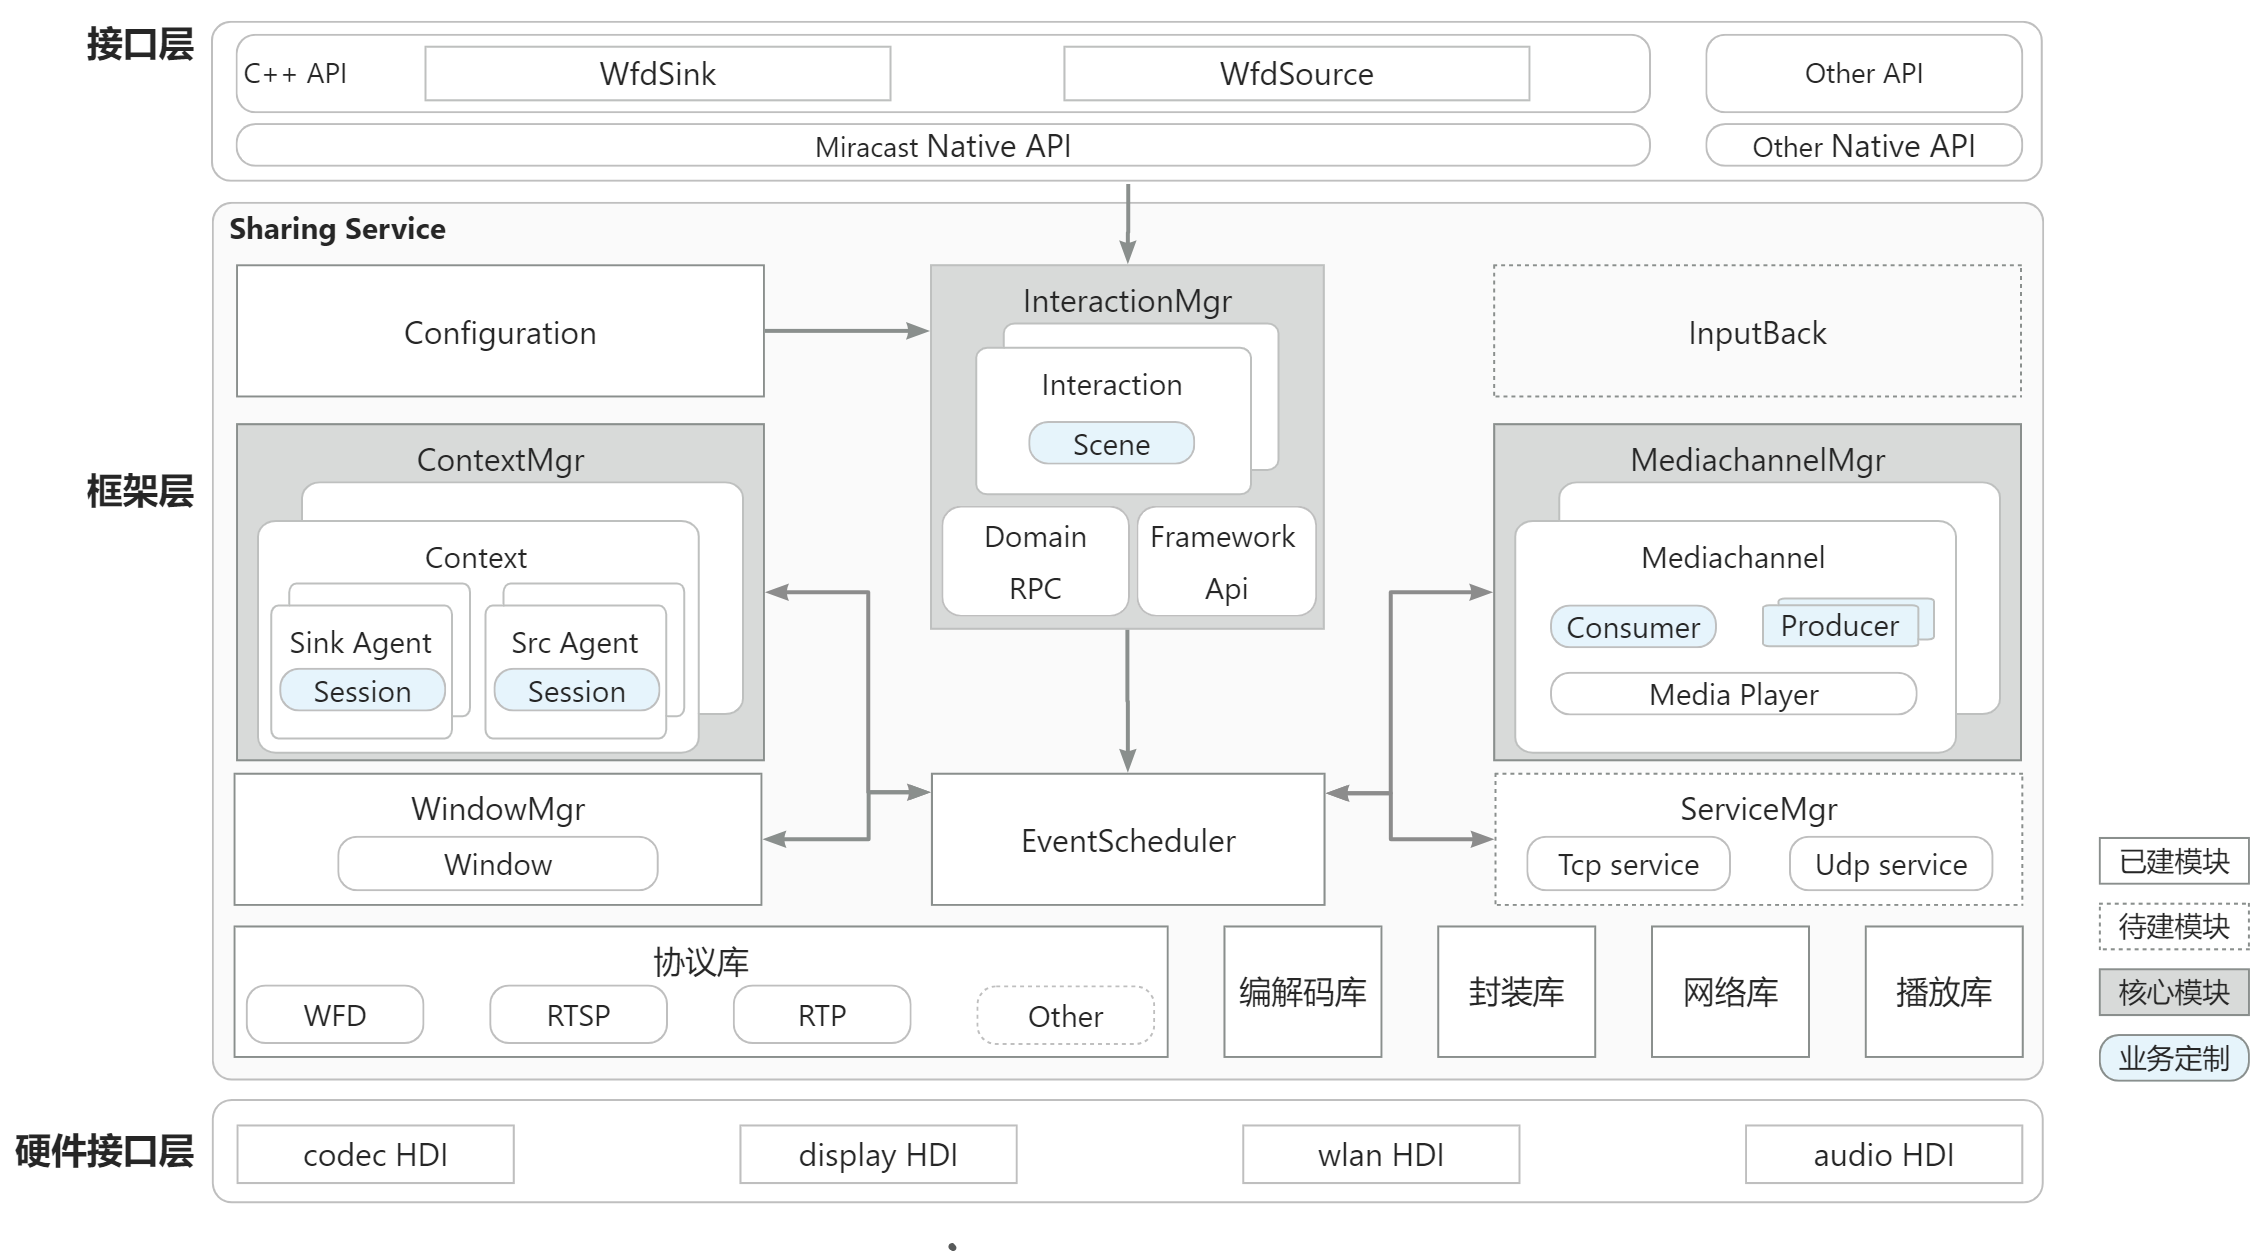 接口层
C++ API
WfdSink
WfdSource
Other API
Miracast Native API
Other Native API
Sharing Service
框架层
Configuration
InteractionMgr
Interaction
Scene
Domain
RPC
Framework
Api
InputBack
ContextMgr
Context
Sink Agent
Session
Src Agent
Session
MediachannelMgr
Mediachannel
Consumer
Producer
Media Player
WindowMgr
Window
EventScheduler
ServiceMgr
Tcp service
Udp service
协议库
WFD
RTSP
RTP
Other
编解码库
封装库
网络库
播放库
已建模块
待建模块
核心模块
业务定制
硬件接口层
codec HDI
display HDI
wlan HDI
audio HDI